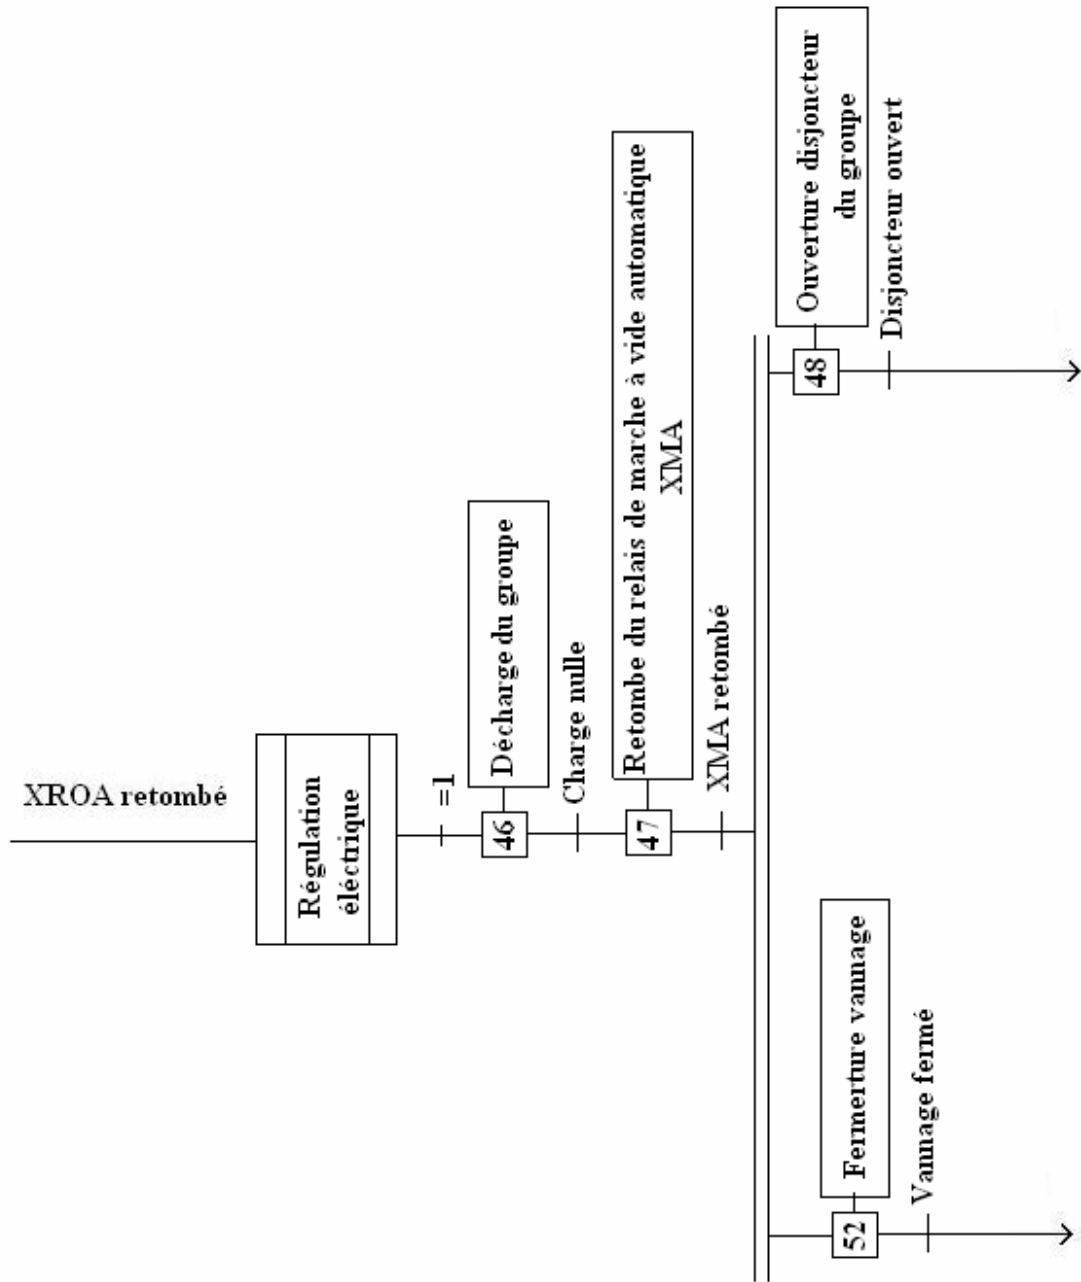 XROA retombé
Régulation
éléctrique
=1
46
Décharge du groupe
Charge nulle
47
Retombe du relais de marche à vide automatique
XMA
XMA retombé
52
Fermerture vannage
Vannage fermé
48
Ouverture disjoncteur
du groupe
Disjoncteur ouvert